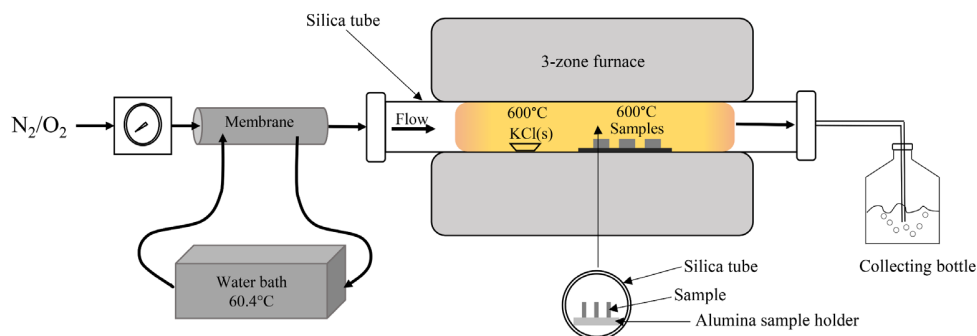 Silica tube
3-zone furnace
N₂/O₂
Membrane
Flow
600°C
KCl(s)
600°C
Samples
Water bath
60.4°C
Collecting bottle
Silica tube
Sample
Alumina sample holder